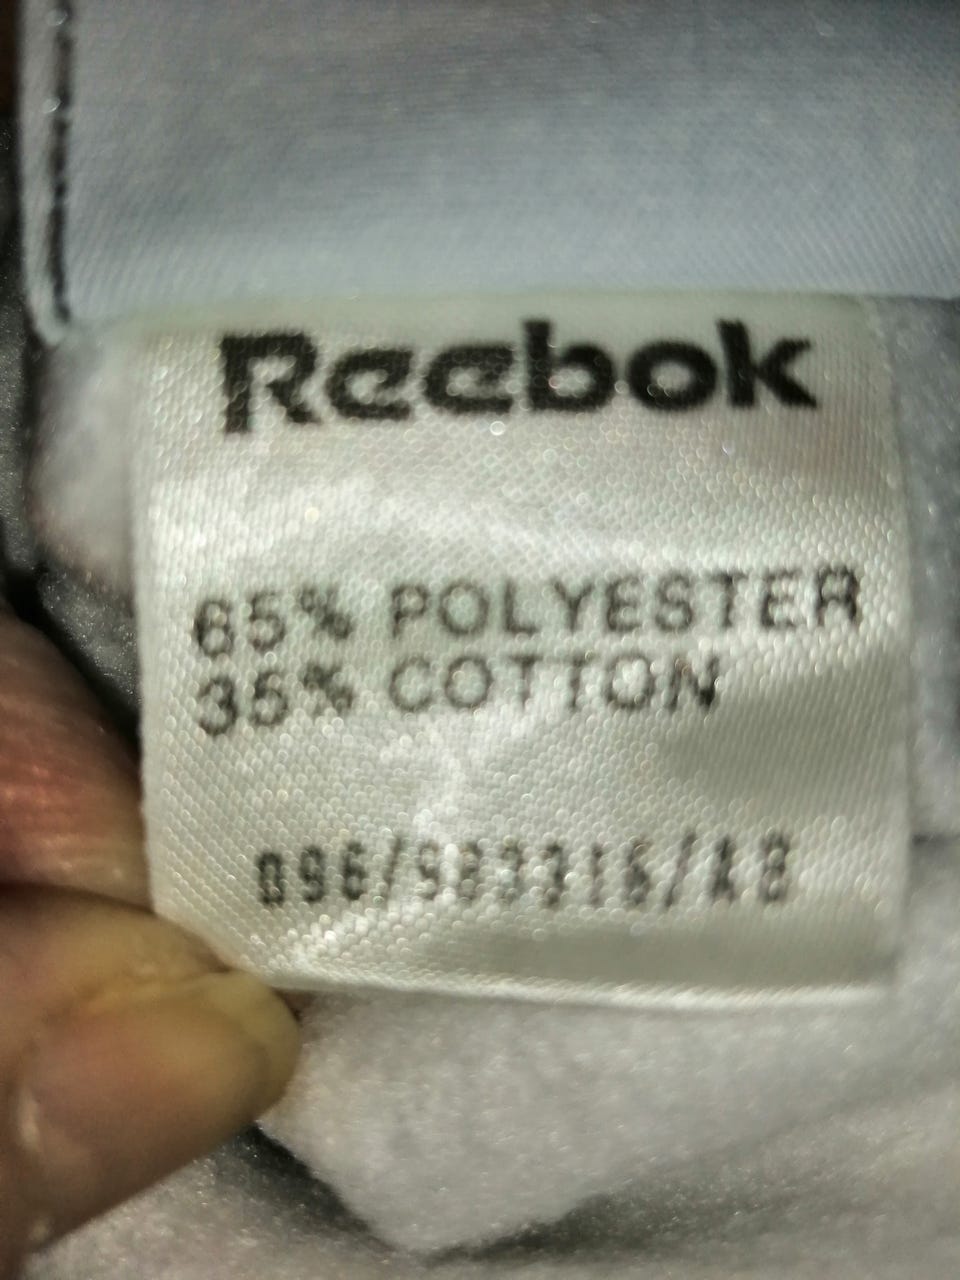 Reebok
65% POLYESTER
35% COTTON